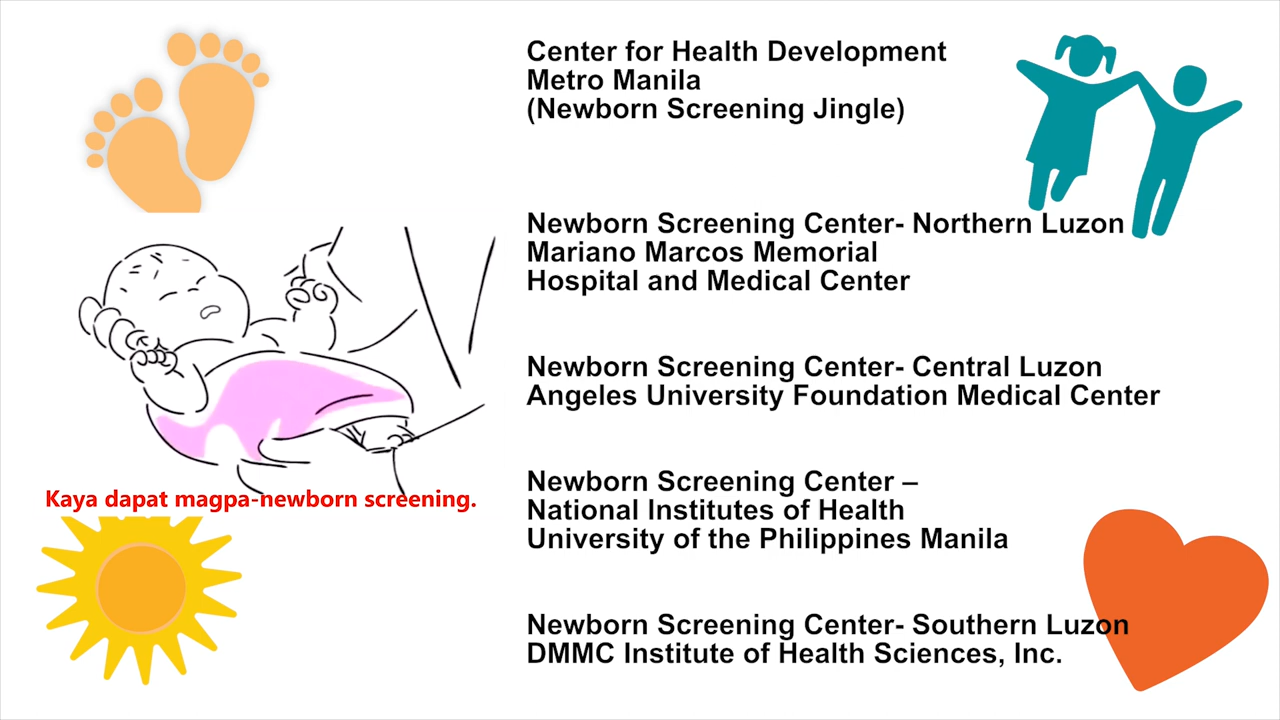 Center for Health Development
Metro Manila
(Newborn Screening Jingle)
Newborn Screening Center- Northern Luzon
Mariano Marcos Memorial
Hospital and Medical Center
Newborn Screening Center- Central Luzon
Angeles University Foundation Medical Center
Newborn Screening Center –
National Institutes of Health
University of the Philippines Manila
Newborn Screening Center- Southern Luzon
DMMC Institute of Health Sciences, Inc.
Kaya dapat magpa-newborn screening.